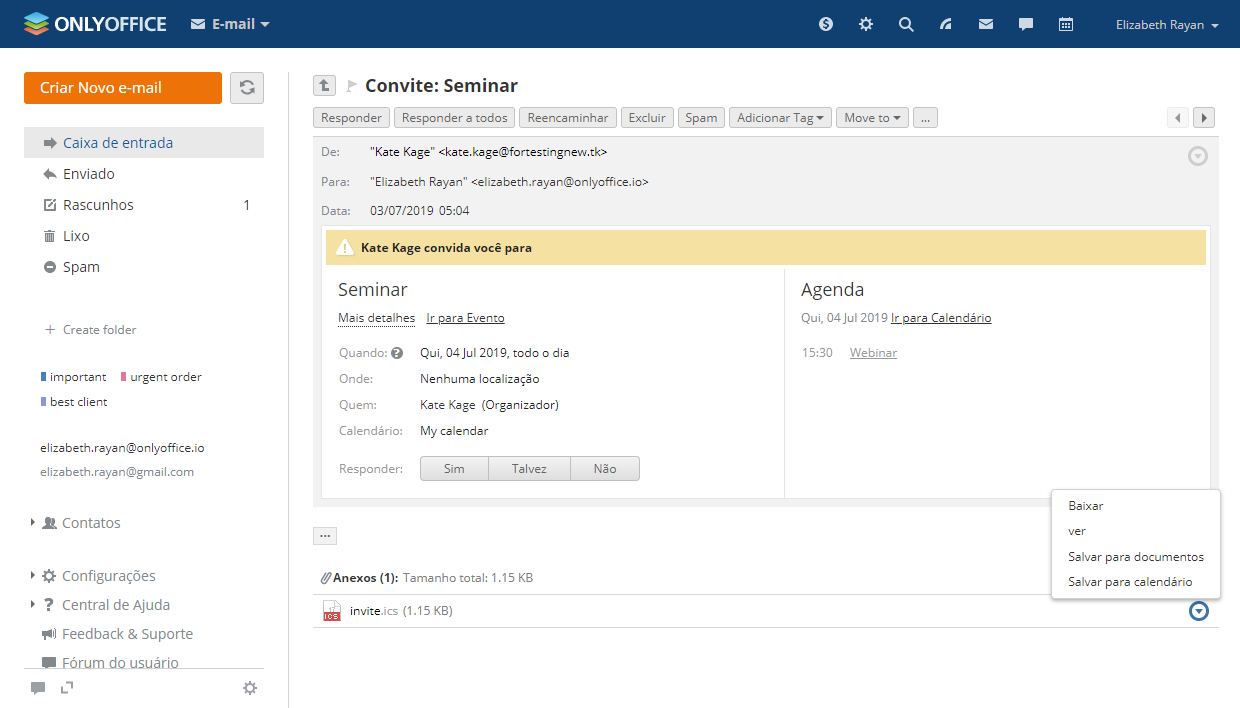 ONLYOFFICE E-mail Elizabeth Rayan
Criar Novo e-mail
Caixa de entrada
Enviado
Rascunhos 1
Lixo
Spam
+ Create folder
important urgent order
best client
elizabeth.rayan@onlyoffice.io
elizabeth.rayan@gmail.com
Contatos
Configurações
Central de Ajuda
Feedback & Suporte
Fórum do usuário
Convite: Seminar
Responder Responder a todos Reencaminhar Excluir Spam Adicionar Tag Move to ...
De: "Kate Kage" <kate.kage@fortestingnew.tk>
Para: "Elizabeth Rayan" <elizabeth.rayan@onlyoffice.io>
Data: 03/07/2019 05:04
Kate Kage convida você para
Seminar
Mais detalhes Ir para Evento
Quando: ? Qui, 04 Jul 2019, todo o dia
Onde: Nenhuma localização
Quem: Kate Kage (Organizador)
Calendário: My calendar
Responder: Sim Talvez Não
Agenda
Qui, 04 Jul 2019 Ir para Calendário
15:30 Webinar
...
Anexos (1): Tamanho total: 1.15 KB
ICS invite.ics (1.15 KB)
Baixar
ver
Salvar para documentos
Salvar para calendário